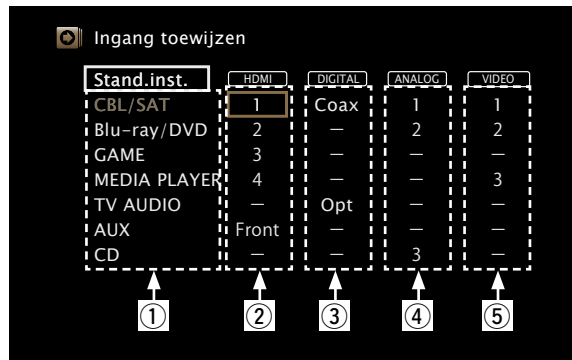 Ingang toewijzen
Stand.inst. HDMI DIGITAL ANALOG VIDEO
CBL/SAT 1 Coax 1 1
Blu-ray/DVD 2 – 2 2
GAME 3 – – –
MEDIA PLAYER 4 – – 3
TV AUDIO – Opt – –
AUX Front – – –
CD – – 3 –
① ② ③ ④ ⑤